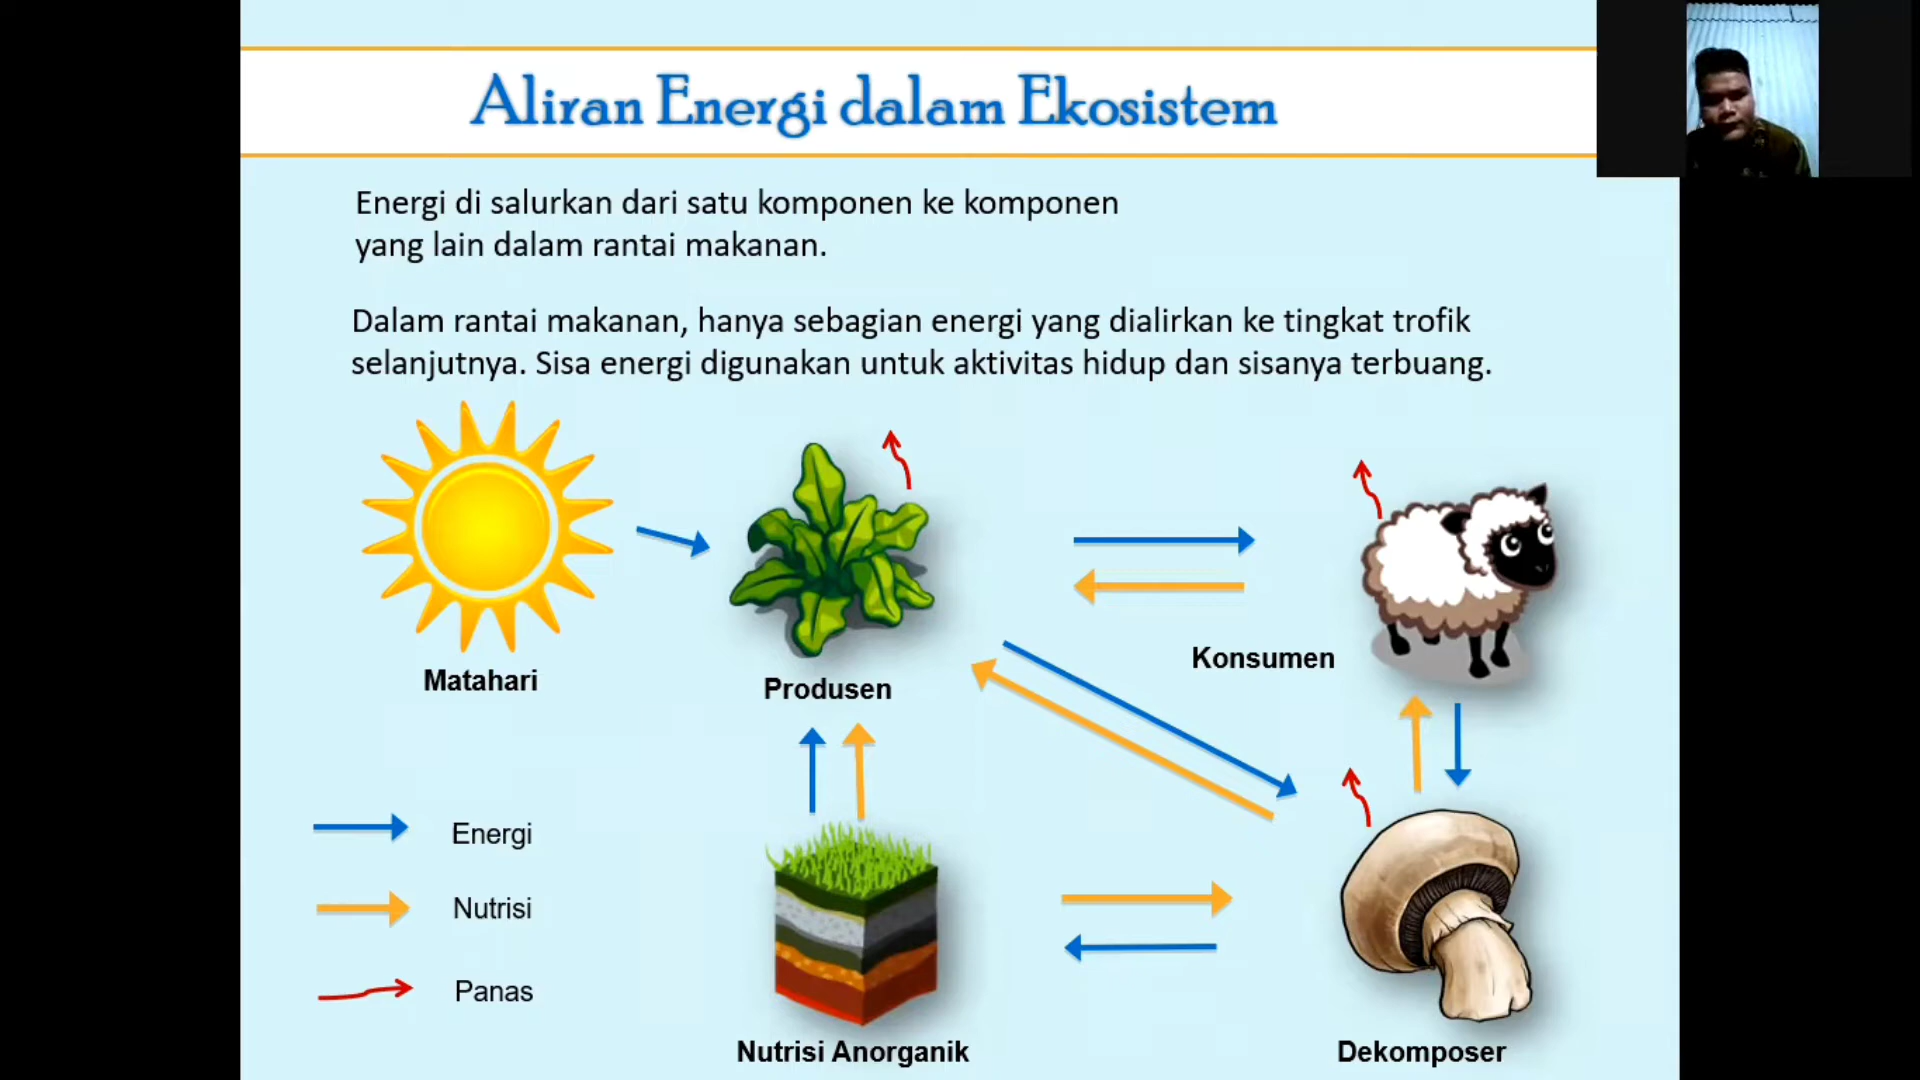 Aliran Energi dalam Ekosistem
Energi di salurkan dari satu komponen ke komponen
yang lain dalam rantai makanan.
Dalam rantai makanan, hanya sebagian energi yang dialirkan ke tingkat trofik
selanjutnya. Sisa energi digunakan untuk aktivitas hidup dan sisanya terbuang.
Matahari
Produsen
Konsumen
Energi
Nutrisi
Panas
Nutrisi Anorganik
Dekomposer